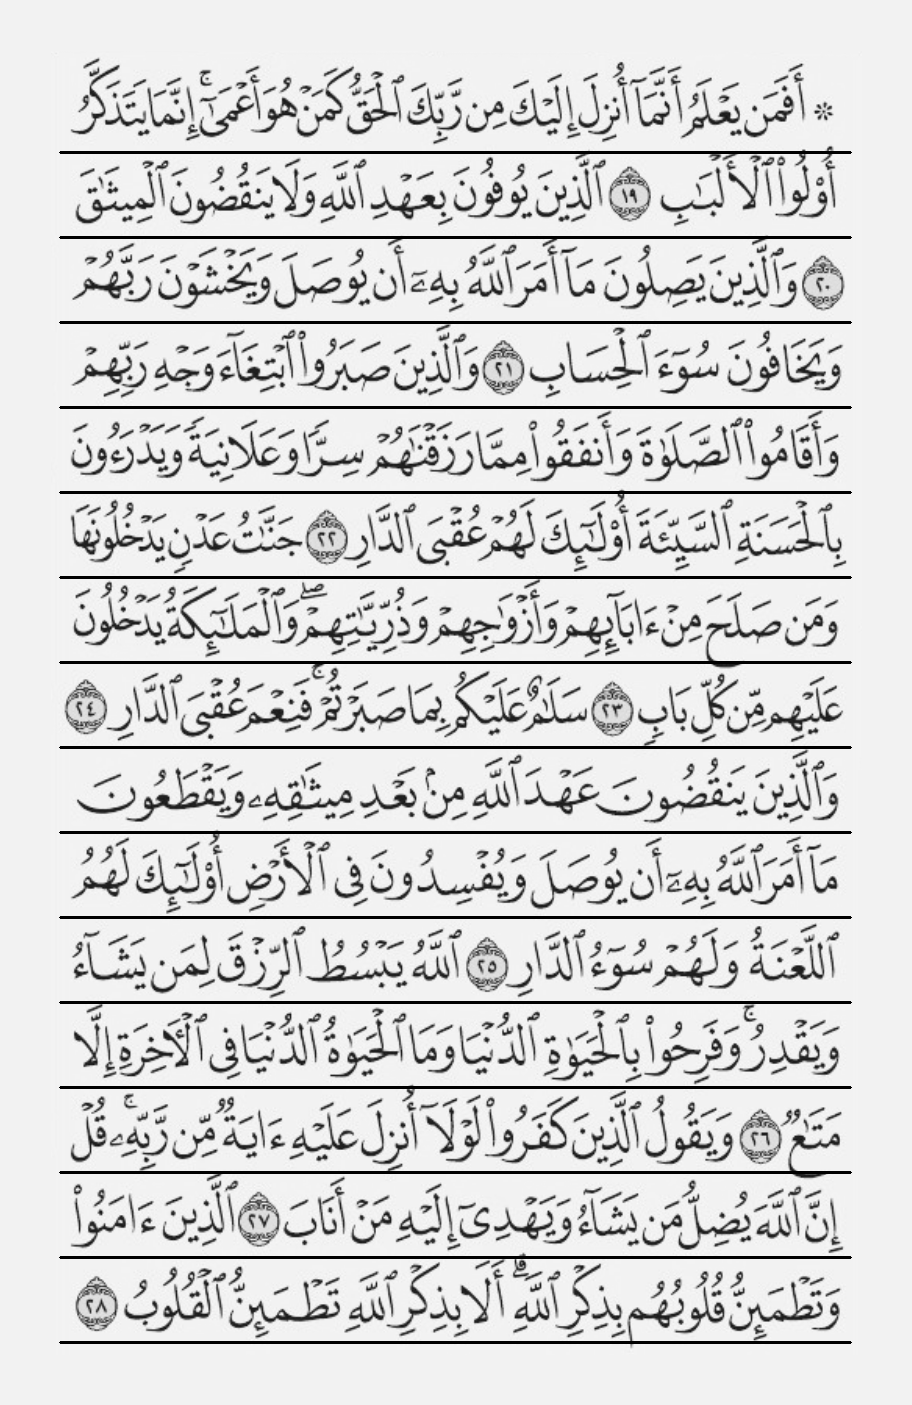 ۞ أَفَمَن يَعْلَمُ أَنَّمَآ أُنزِلَ إِلَيْكَ مِن رَّبِّكَ ٱلْحَقُّ كَمَنْ هُوَ أَعْمَىٰٓ ۚ إِنَّمَا يَتَذَكَّرُ
أُو۟لُوا۟ ٱلْأَلْبَٰبِ ١٩ ٱلَّذِينَ يُوفُونَ بِعَهْدِ ٱللَّهِ وَلَا يَنقُضُونَ ٱلْمِيثَٰقَ
٢٠ وَٱلَّذِينَ يَصِلُونَ مَآ أَمَرَ ٱللَّهُ بِهِۦٓ أَن يُوصَلَ وَيَخْشَوْنَ رَبَّهُمْ
وَيَخَافُونَ سُوٓءَ ٱلْحِسَابِ ٢١ وَٱلَّذِينَ صَبَرُوا۟ ٱبْتِغَآءَ وَجْهِ رَبِّهِمْ
وَأَقَامُوا۟ ٱلصَّلَوٰةَ وَأَنفَقُوا۟ مِمَّا رَزَقْنَٰهُمْ سِرًّا وَعَلَانِيَةً وَيَدْرَءُونَ
بِٱلْحَسَنَةِ ٱلسَّيِّئَةَ أُو۟لَٰٓئِكَ لَهُمْ عُقْبَى ٱلدَّارِ ٢٢ جَنَّٰتُ عَدْنٍ يَدْخُلُونَهَا
وَمَن صَلَحَ مِنْ ءَابَآئِهِمْ وَأَزْوَٰجِهِمْ وَذُرِّيَّٰتِهِمْ ۖ وَٱلْمَلَٰٓئِكَةُ يَدْخُلُونَ
عَلَيْهِم مِّن كُلِّ بَابٍ ٢٣ سَلَٰمٌ عَلَيْكُم بِمَا صَبَرْتُمْ ۚ فَنِعْمَ عُقْبَى ٱلدَّارِ ٢٤
وَٱلَّذِينَ يَنقُضُونَ عَهْدَ ٱللَّهِ مِنۢ بَعْدِ مِيثَٰقِهِۦ وَيَقْطَعُونَ
مَآ أَمَرَ ٱللَّهُ بِهِۦٓ أَن يُوصَلَ وَيُفْسِدُونَ فِى ٱلْأَرْضِ أُو۟لَٰٓئِكَ لَهُمُ
ٱللَّعْنَةُ وَلَهُمْ سُوٓءُ ٱلدَّارِ ٢٥ ٱللَّهُ يَبْسُطُ ٱلرِّزْقَ لِمَن يَشَآءُ
وَيَقْدِرُ ۚ وَفَرِحُوا۟ بِٱلْحَيَوٰةِ ٱلدُّنْيَا وَمَا ٱلْحَيَوٰةُ ٱلدُّنْيَا فِى ٱلْءَاخِرَةِ إِلَّا
مَتَٰعٌ ٢٦ وَيَقُولُ ٱلَّذِينَ كَفَرُوا۟ لَوْلَآ أُنزِلَ عَلَيْهِ ءَايَةٌ مِّن رَّبِّهِۦ ۗ قُلْ
إِنَّ ٱللَّهَ يُضِلُّ مَن يَشَآءُ وَيَهْدِىٓ إِلَيْهِ مَنْ أَنَابَ ٢٧ ٱلَّذِينَ ءَامَنُوا۟
وَتَطْمَئِنُّ قُلُوبُهُم بِذِكْرِ ٱللَّهِ ۗ أَلَا بِذِكْرِ ٱللَّهِ تَطْمَئِنُّ ٱلْقُلُوبُ ٢٨